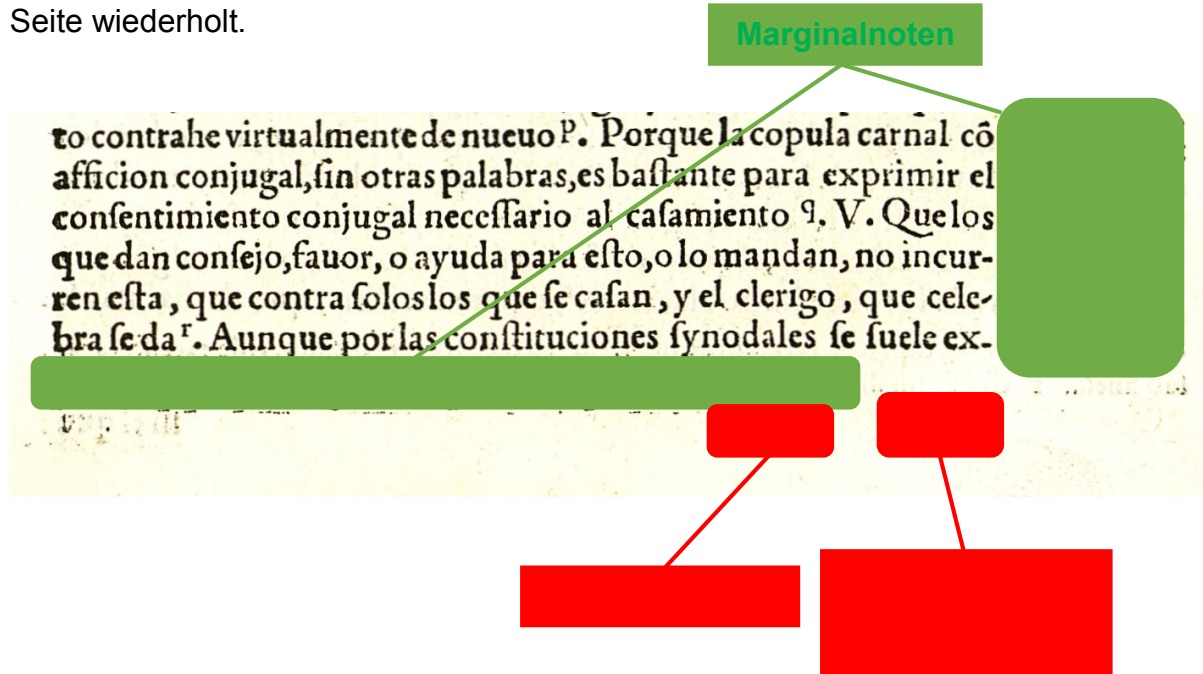 Seite wiederholt.
Marginalnoten
to contrahe virtualmente de nueuo ᵖ. Porque la copula carnal cõ
afficion conjugal, ſin otras palabras, es baſtante para exprimir el
conſentimiento conjugal neceſſario al caſamiento ᑫ. V. Que los
que dan conſejo, fauor, o ayuda para eſto, o lo mandan, no incur-
ren eſta, que contra ſolos los que ſe caſan, y el clerigo, que cele-
bra ſe da ʳ. Aunque por las conſtituciones ſynodales ſe ſuele ex-